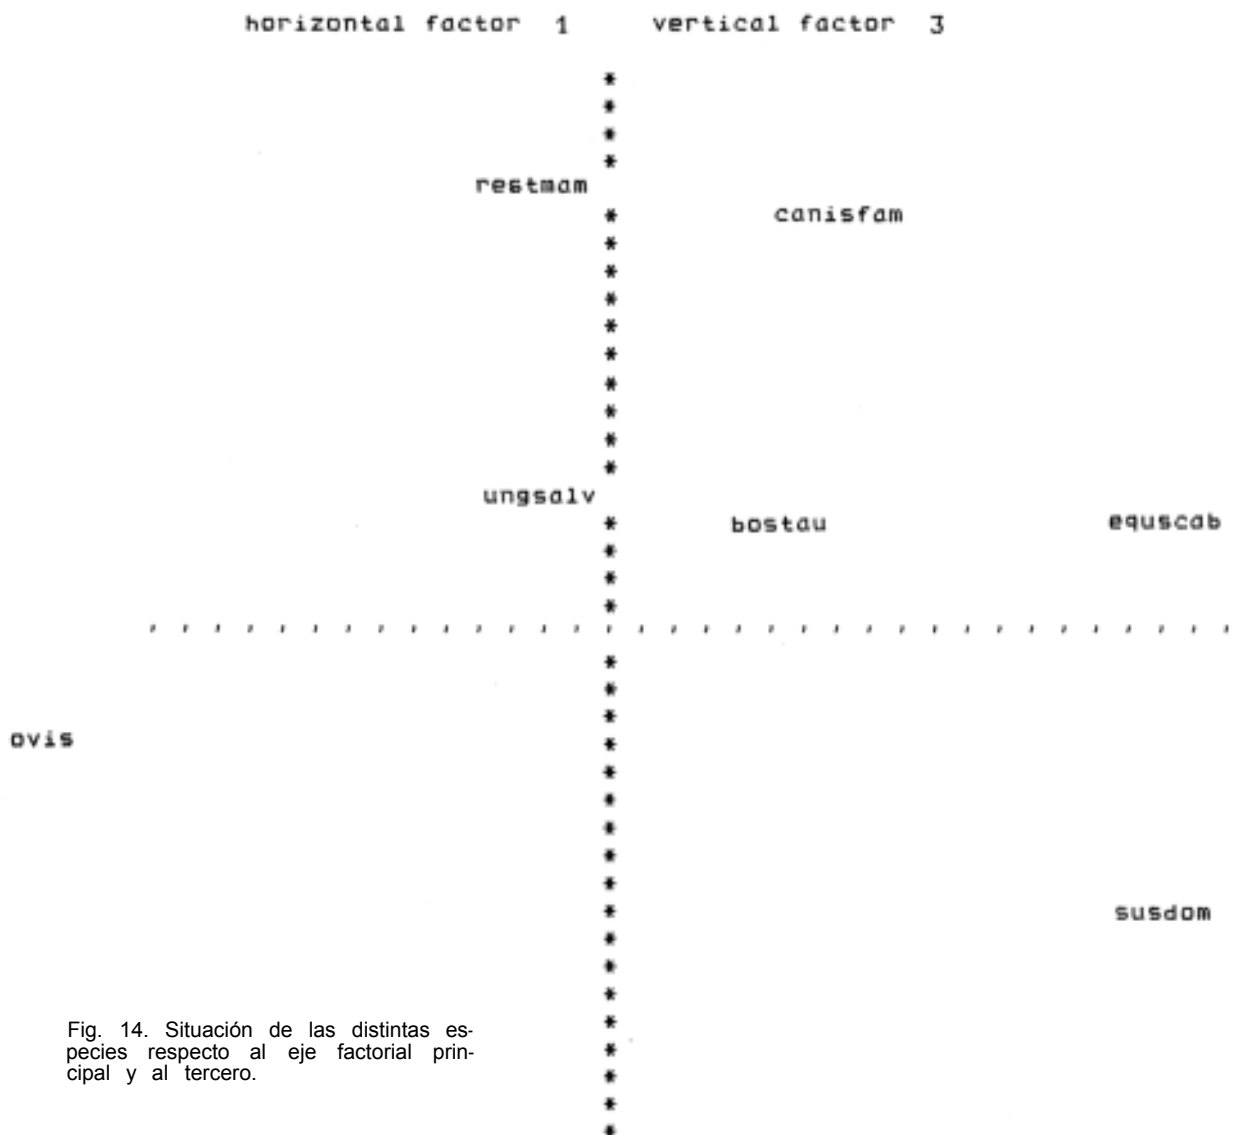 horizontal factor 1 vertical factor 3
restmam
canisfam
ungsalv
bostau equscab
ovis
susdom
Fig. 14. Situación de las distintas es-
pecies respecto al eje factorial prin-
cipal y al tercero.